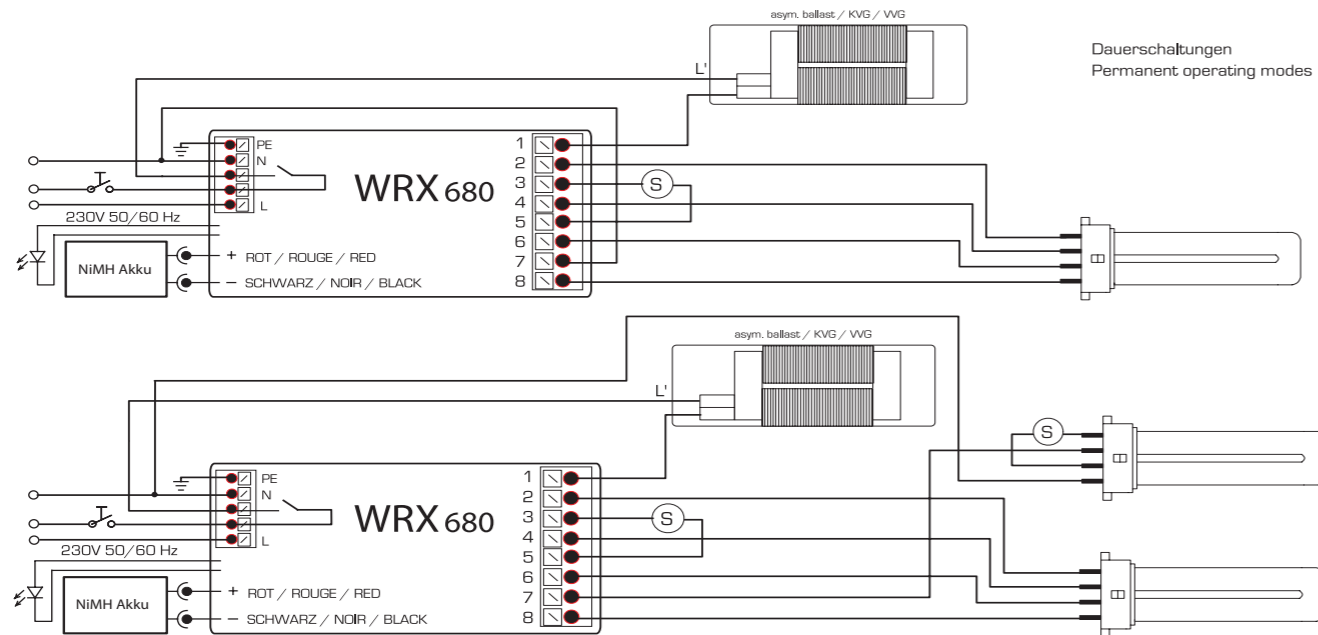 asym. ballast / KVG / VVG
Dauerschaltungen
Permanent operating modes
L'
PE
N
L
230V 50/60 Hz
WRX 680
1
2
3
4
5
6
7
8
S
NiMH Akku
+ ROT / ROUGE / RED
– SCHWARZ / NOIR / BLACK
asym. ballast / KVG / VVG
L'
S
PE
N
L
230V 50/60 Hz
WRX 680
1
2
3
4
5
6
7
8
S
NiMH Akku
+ ROT / ROUGE / RED
– SCHWARZ / NOIR / BLACK